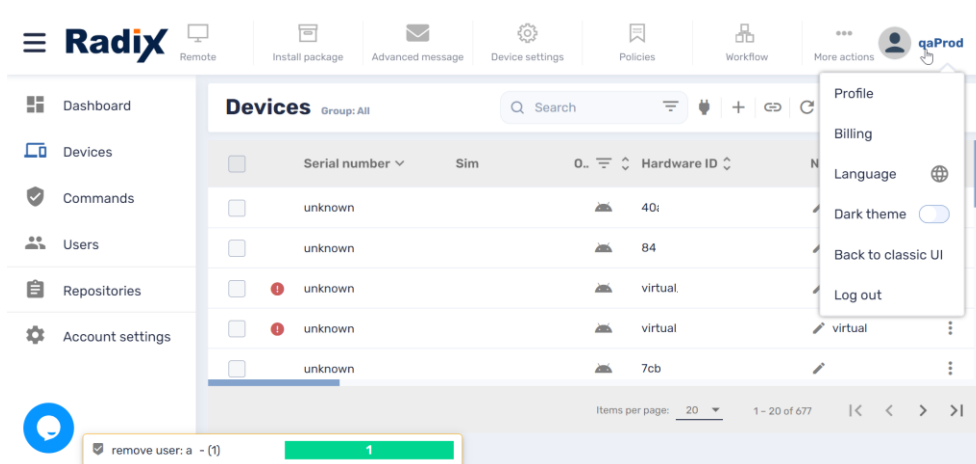 Radix
Remote
Install package
Advanced message
Device settings
Policies
Workflow
More actions
qaProd
Dashboard
Devices
Commands
Users
Repositories
Account settings
Devices Group: All
Search
Serial number Sim O.. Hardware ID N
unknown 40a
unknown 84
unknown virtual
unknown virtual virtual
unknown 7cb
Profile
Billing
Language
Dark theme
Back to classic UI
Log out
Items per page: 20 1 – 20 of 677
remove user: a - (1) 1